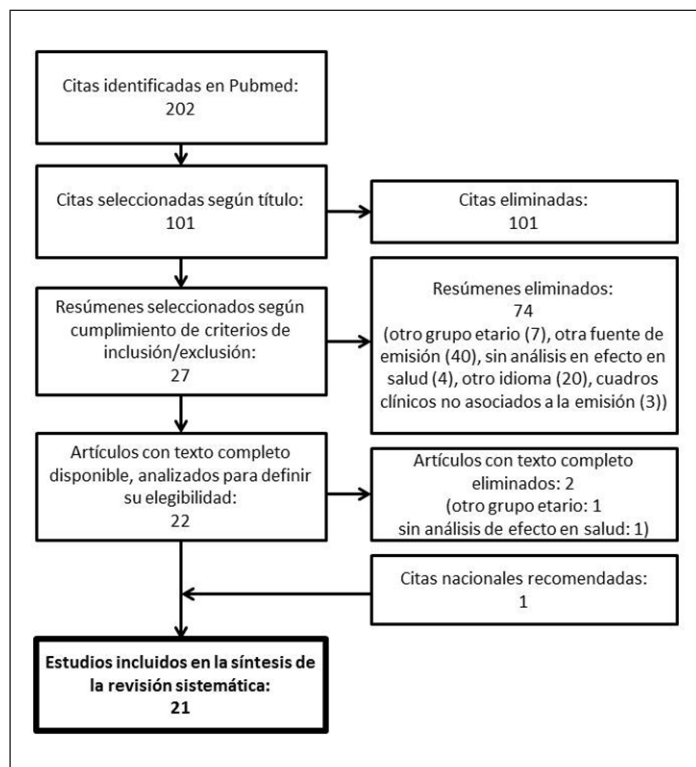 Citas identificadas en Pubmed:
202
Citas seleccionadas según título:
101
Citas eliminadas:
101
Resúmenes seleccionados según
cumplimiento de criterios de
inclusión/exclusión:
27
Resúmenes eliminados:
74
(otro grupo etario (7), otra fuente de
emisión (40), sin análisis en efecto en
salud (4), otro idioma (20), cuadros
clínicos no asociados a la emisión (3))
Artículos con texto completo
disponible, analizados para definir
su elegibilidad:
22
Artículos con texto completo
eliminados: 2
(otro grupo etario: 1
sin análisis de efecto en salud: 1)
Citas nacionales recomendadas:
1
Estudios incluidos en la síntesis de
la revisión sistemática:
21